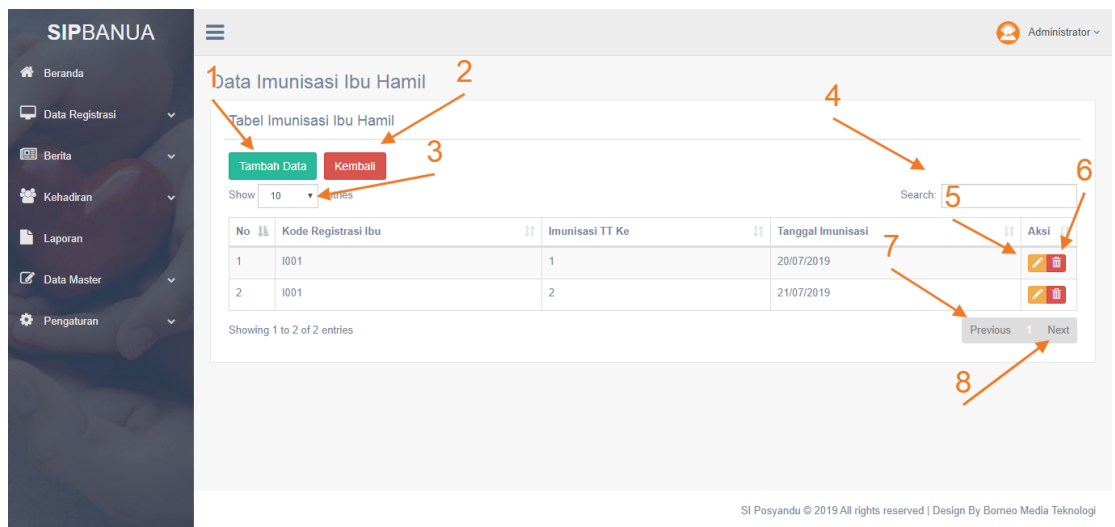 SIPBANUA
Administrator
Beranda
Data Registrasi
Berita
Kehadiran
Laporan
Data Master
Pengaturan
1
2
Data Imunisasi Ibu Hamil
4
Tabel Imunisasi Ibu Hamil
3
Tambah Data Kembali
6
Show 10 entries
Search:
5
No Kode Registrasi Ibu Imunisasi TT Ke Tanggal Imunisasi Aksi
7
1 I001 1 20/07/2019
2 I001 2 21/07/2019
Showing 1 to 2 of 2 entries
Previous 1 Next
8
SI Posyandu © 2019 All rights reserved | Design By Borneo Media Teknologi